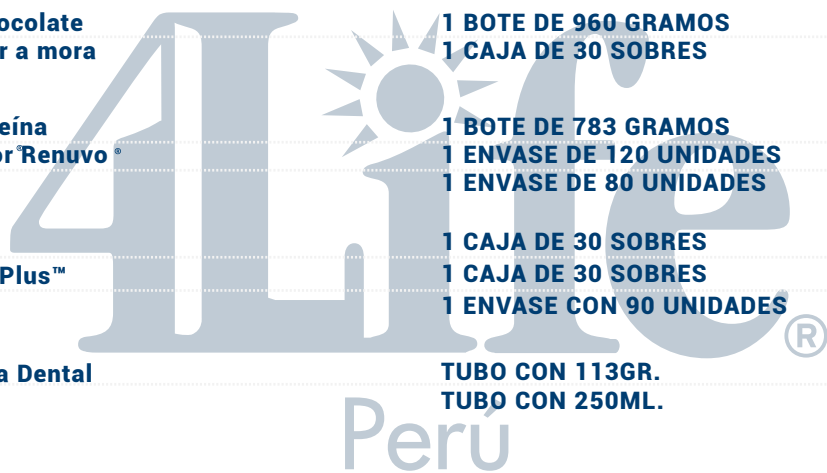 ocolate 1 BOTE DE 960 GRAMOS
r a mora 1 CAJA DE 30 SOBRES
eína 1 BOTE DE 783 GRAMOS
or®Renuvo® 1 ENVASE DE 120 UNIDADES
1 ENVASE DE 80 UNIDADES
1 CAJA DE 30 SOBRES
Plus™ 1 CAJA DE 30 SOBRES
1 ENVASE CON 90 UNIDADES
a Dental TUBO CON 113GR.
TUBO CON 250ML.
4Life®
Perú